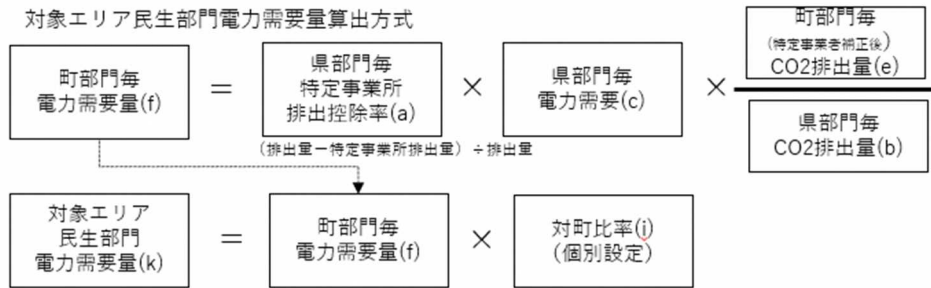 対象エリア民生部門電力需要量算出方式
町部門毎
電力需要量(f)
=
県部門毎
特定事業所
排出控除率(a)
×
県部門毎
電力需要(c)
×
町部門毎
(特定事業者補正後)
CO2排出量(e)
県部門毎
CO2排出量(b)
(排出量ー特定事業所排出量)÷排出量
対象エリア
民生部門
電力需要量(k)
=
町部門毎
電力需要量(f)
×
対町比率(i)
(個別設定)